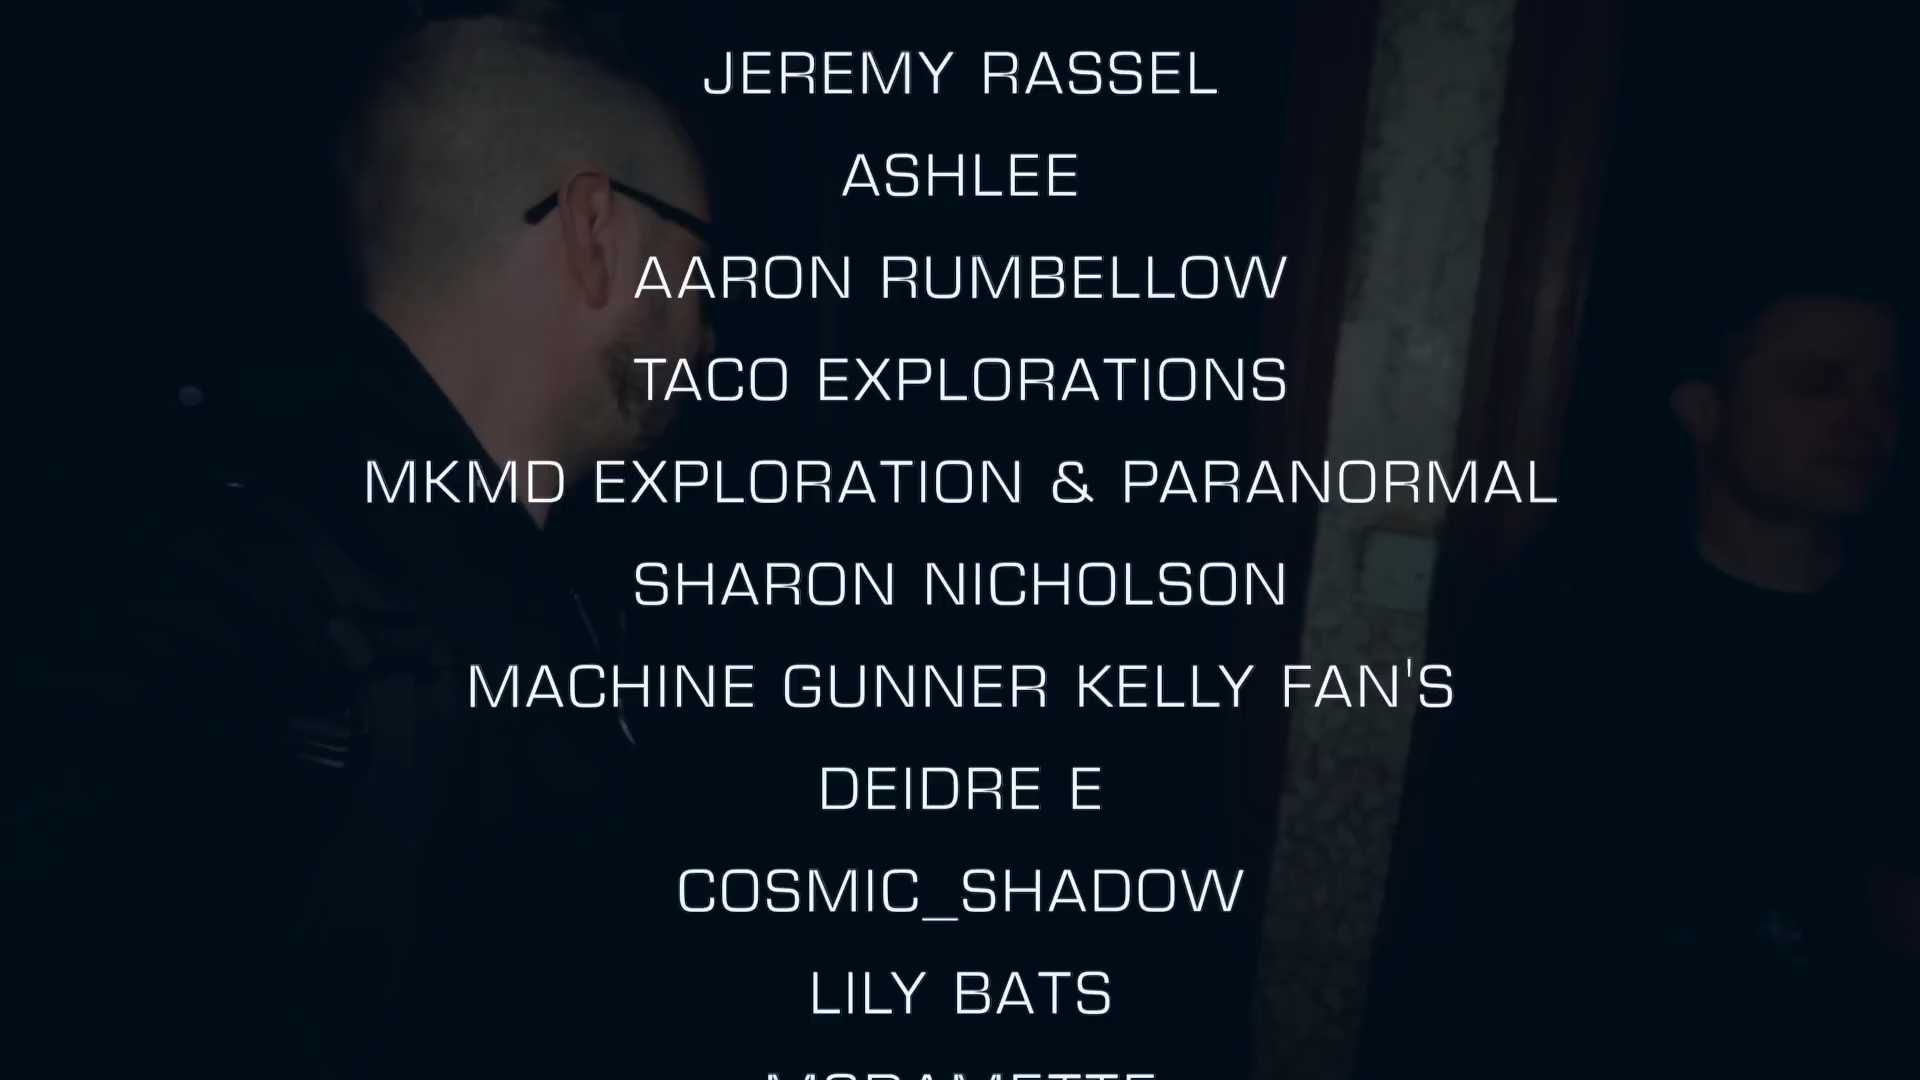 JEREMY RASSEL
ASHLEE
AARON RUMBELLOW
TACO EXPLORATIONS
MKMD EXPLORATION & PARANORMAL
SHARON NICHOLSON
MACHINE GUNNER KELLY FAN'S
DEIDRE E
COSMIC_SHADOW
LILY BATS